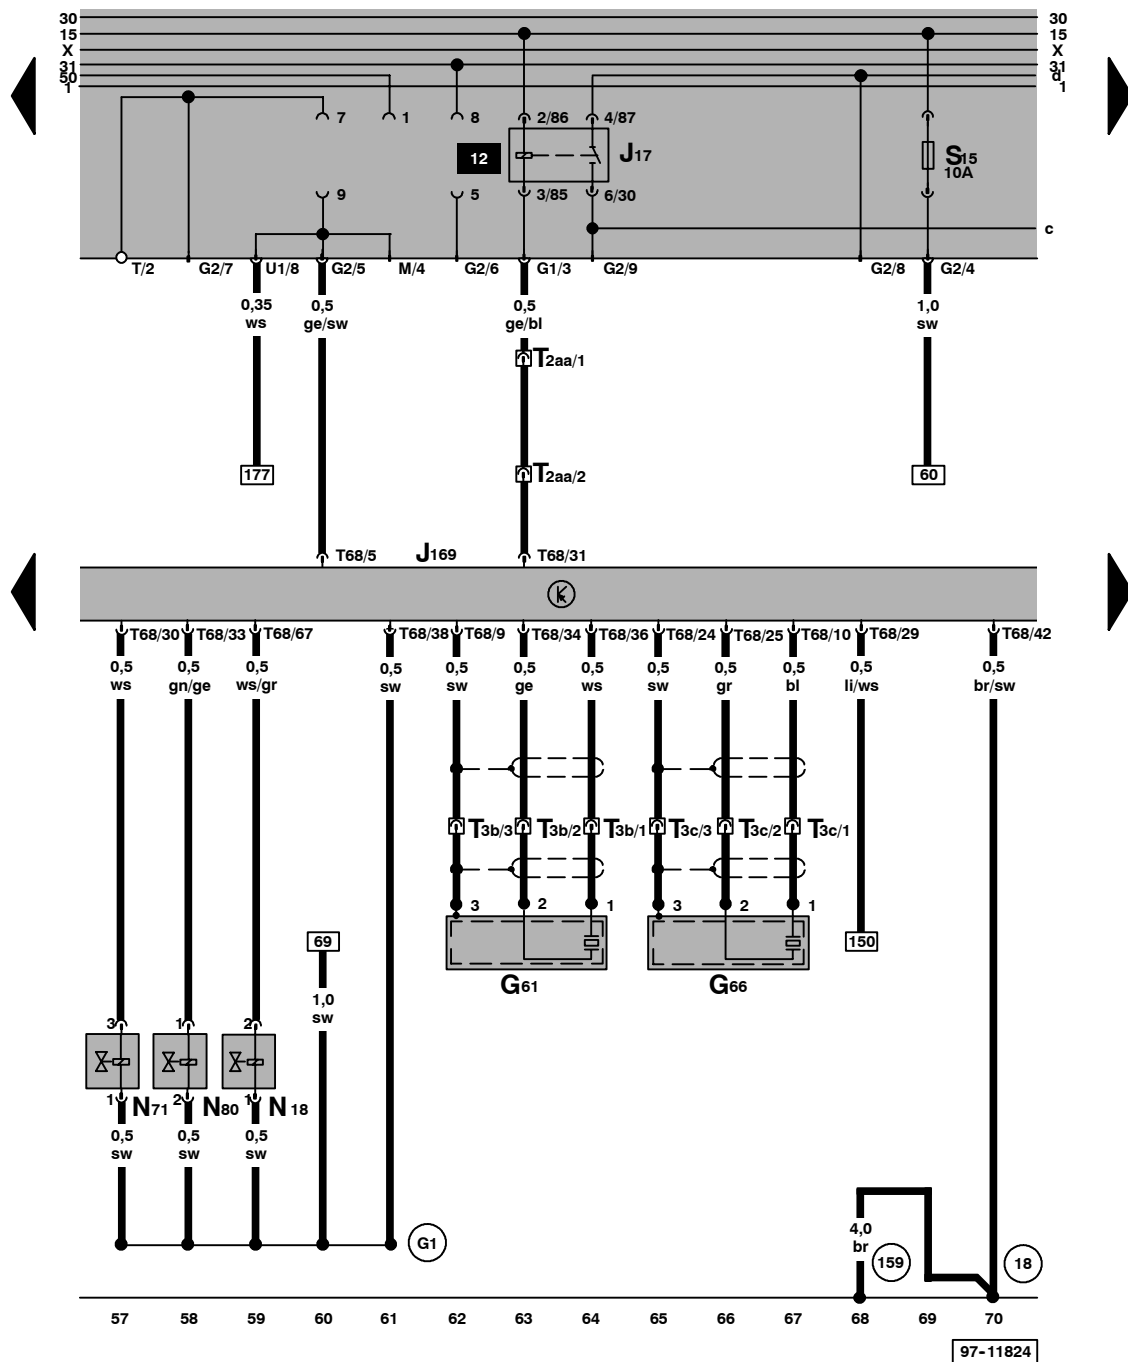 30 30
15 15
X X
31 31
50 d
1 1
7 1 8 2/86 4/87
12 J17 S15
10A
9 5 3/85 6/30
c
T/2 G2/7 U1/8 G2/5 M/4 G2/6 G1/3 G2/9 G2/8 G2/4
0,35 0,5 0,5 1,0
ws ge/sw ge/bl sw
T2aa/1
177 T2aa/2 60
T68/5 J169 T68/31
T68/30 T68/33 T68/67 T68/38 T68/9 T68/34 T68/36 T68/24 T68/25 T68/10 T68/29 T68/42
0,5 0,5 0,5 0,5 0,5 0,5 0,5 0,5 0,5 0,5 0,5 0,5
ws gn/ge ws/gr sw sw ge ws sw gr bl li/ws br/sw
T3b/3 T3b/2 T3b/1 T3c/3 T3c/2 T3c/1
3 2 1 3 2 1
69 150
G61 G66
1,0
sw
3 1 2
1 N71 2 N80 1 N18
0,5 0,5 0,5
sw sw sw
4,0
br
G1 159 18
57 58 59 60 61 62 63 64 65 66 67 68 69 70
97-11824